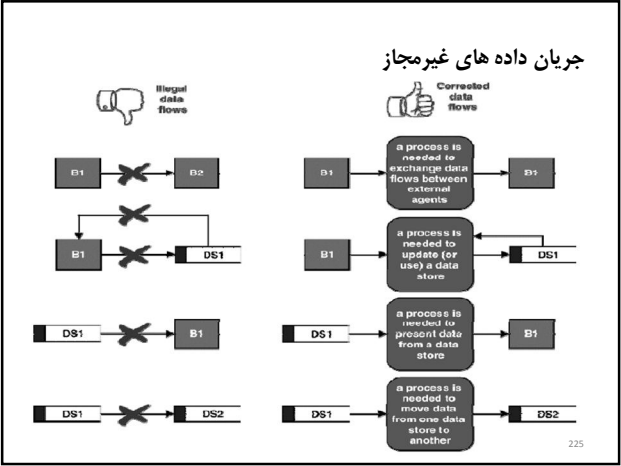 جریان داده های غیرمجاز
Illegal
data
flows
Corrected
data
flows
B1
B2
B1
a process is
needed to
exchange data
flows between
external
agents
B1
B1
DS1
B1
a process is
needed to
update (or
use) a data
store
DS1
DS1
B1
DS1
a process is
needed to
present data
from a data
store
B1
DS1
DS2
DS1
a process is
needed to
move data
from one data
store to
another
DS2
225